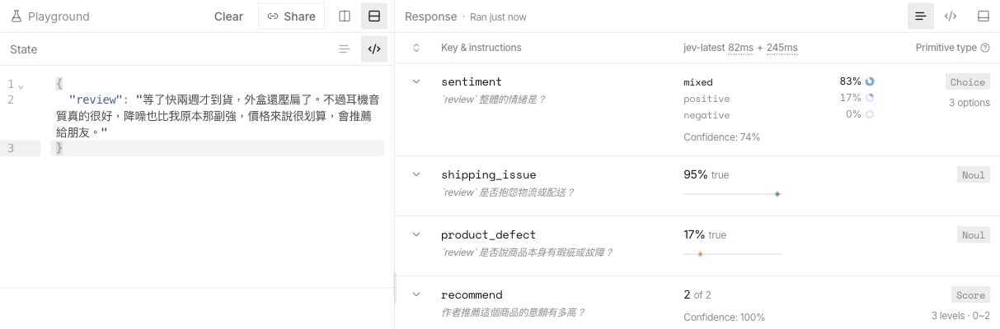 Playground
Clear
Share
Response · Ran just now
State
Key & instructions
jev-latest 82ms + 245ms
Primitive type
1 {
2 "review": "等了快兩週才到貨，外盒還壓扁了。不過耳機音
質真的很好，降噪也比我原本那副強，價格來說很划算，會推薦
給朋友。"
3 }
sentiment
`review` 整體的情緒是？
mixed 83%
positive 17%
negative 0%
Confidence: 74%
Choice
3 options
shipping_issue
`review` 是否抱怨物流或配送？
95% true
Noul
product_defect
`review` 是否說商品本身有瑕疵或故障？
17% true
Noul
recommend
作者推薦這個商品的意願有多高？
2 of 2
Confidence: 100%
Score
3 levels · 0~2